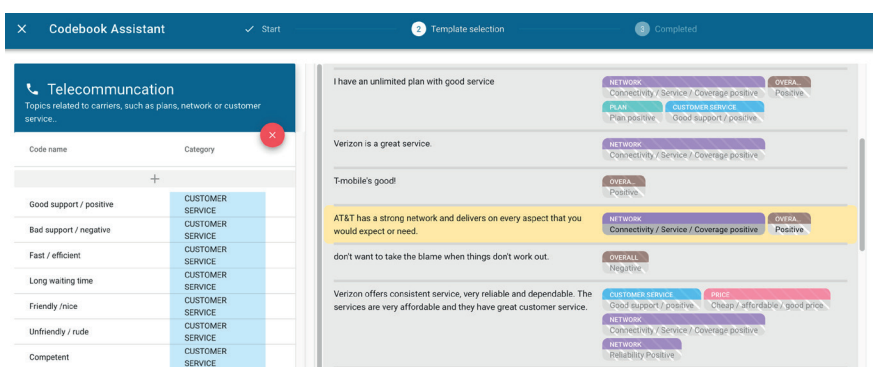 × Codebook Assistant
✓ Start
2 Template selection
3 Completed
Telecommuncation
Topics related to carriers, such as plans, network or customer
service..
×
Code name Category
+
Good support / positive CUSTOMER
SERVICE
Bad support / negative CUSTOMER
SERVICE
Fast / efficient CUSTOMER
SERVICE
Long waiting time CUSTOMER
SERVICE
Friendly /nice CUSTOMER
SERVICE
Unfriendly / rude CUSTOMER
SERVICE
Competent CUSTOMER
SERVICE
I have an unlimited plan with good service
NETWORK OVERA...
Connectivity / Service / Coverage positive Positive
PLAN CUSTOMER SERVICE
Plan positive Good support / positive
Verizon is a great service.
NETWORK
Connectivity / Service / Coverage positive
T-mobile's good!
OVERA...
Positive
AT&T has a strong network and delivers on every aspect that you
would expect or need.
NETWORK OVERA...
Connectivity / Service / Coverage positive Positive
don't want to take the blame when things don't work out.
OVERALL
Negative
Verizon offers consistent service, very reliable and dependable. The
services are very affordable and they have great customer service.
CUSTOMER SERVICE PRICE
Good support / positive Cheap / affordable / good price
NETWORK
Connectivity / Service / Coverage positive
NETWORK
Reliability Positive